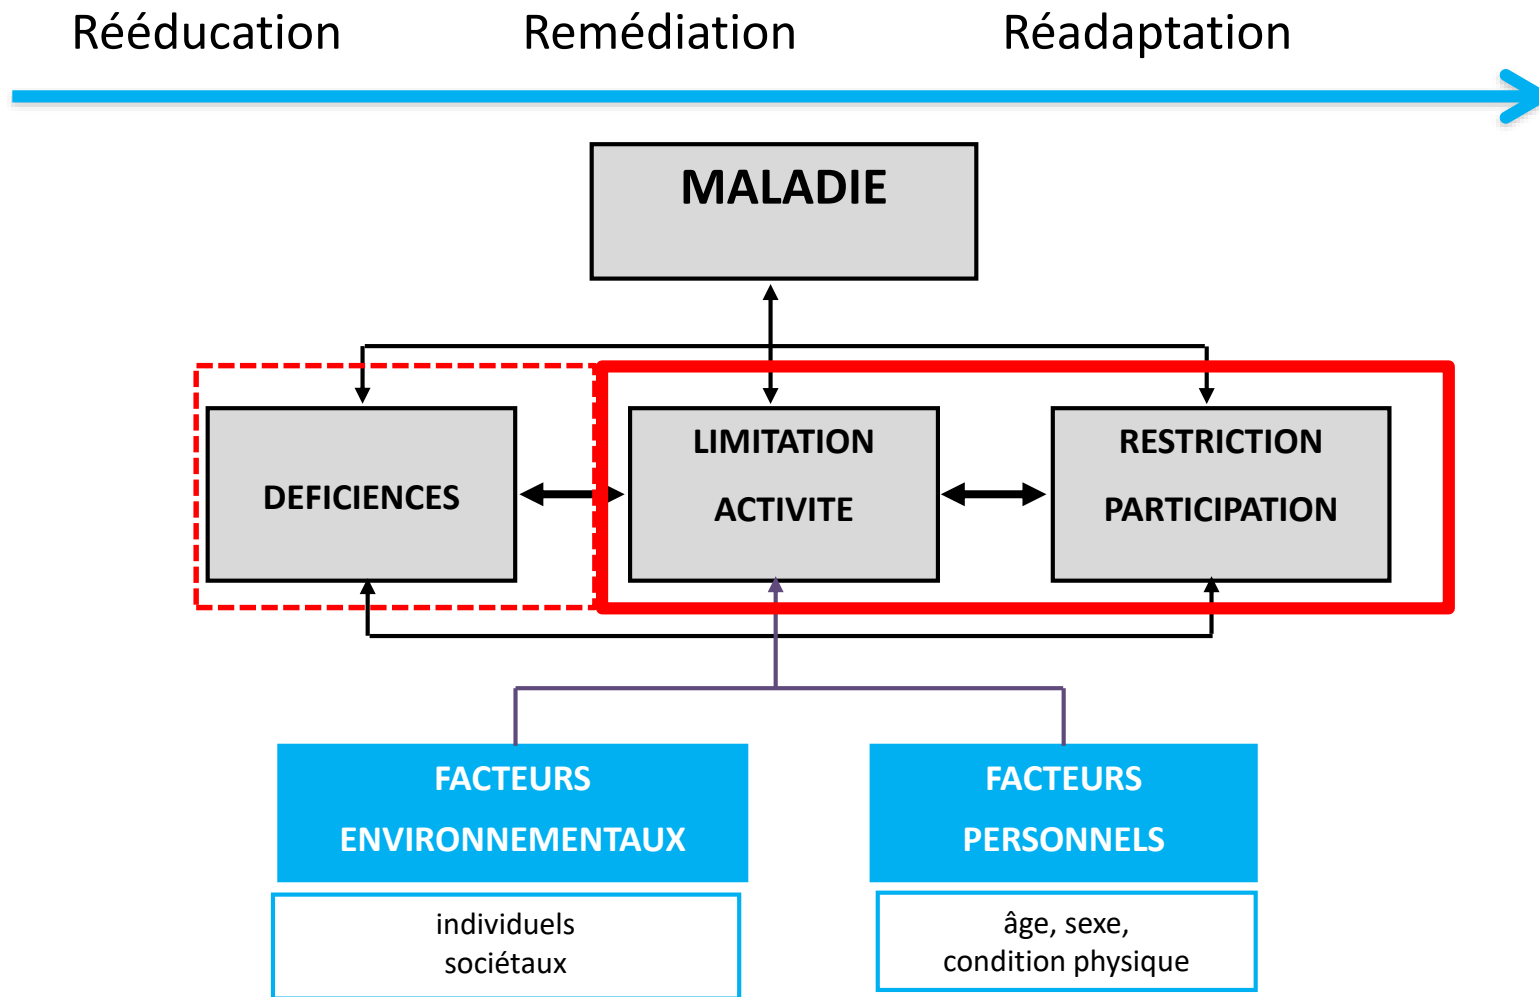 Rééducation Remédiation Réadaptation
MALADIE
DEFICIENCES
LIMITATION
ACTIVITE
RESTRICTION
PARTICIPATION
FACTEURS
ENVIRONNEMENTAUX
individuels
sociétaux
FACTEURS
PERSONNELS
âge, sexe,
condition physique